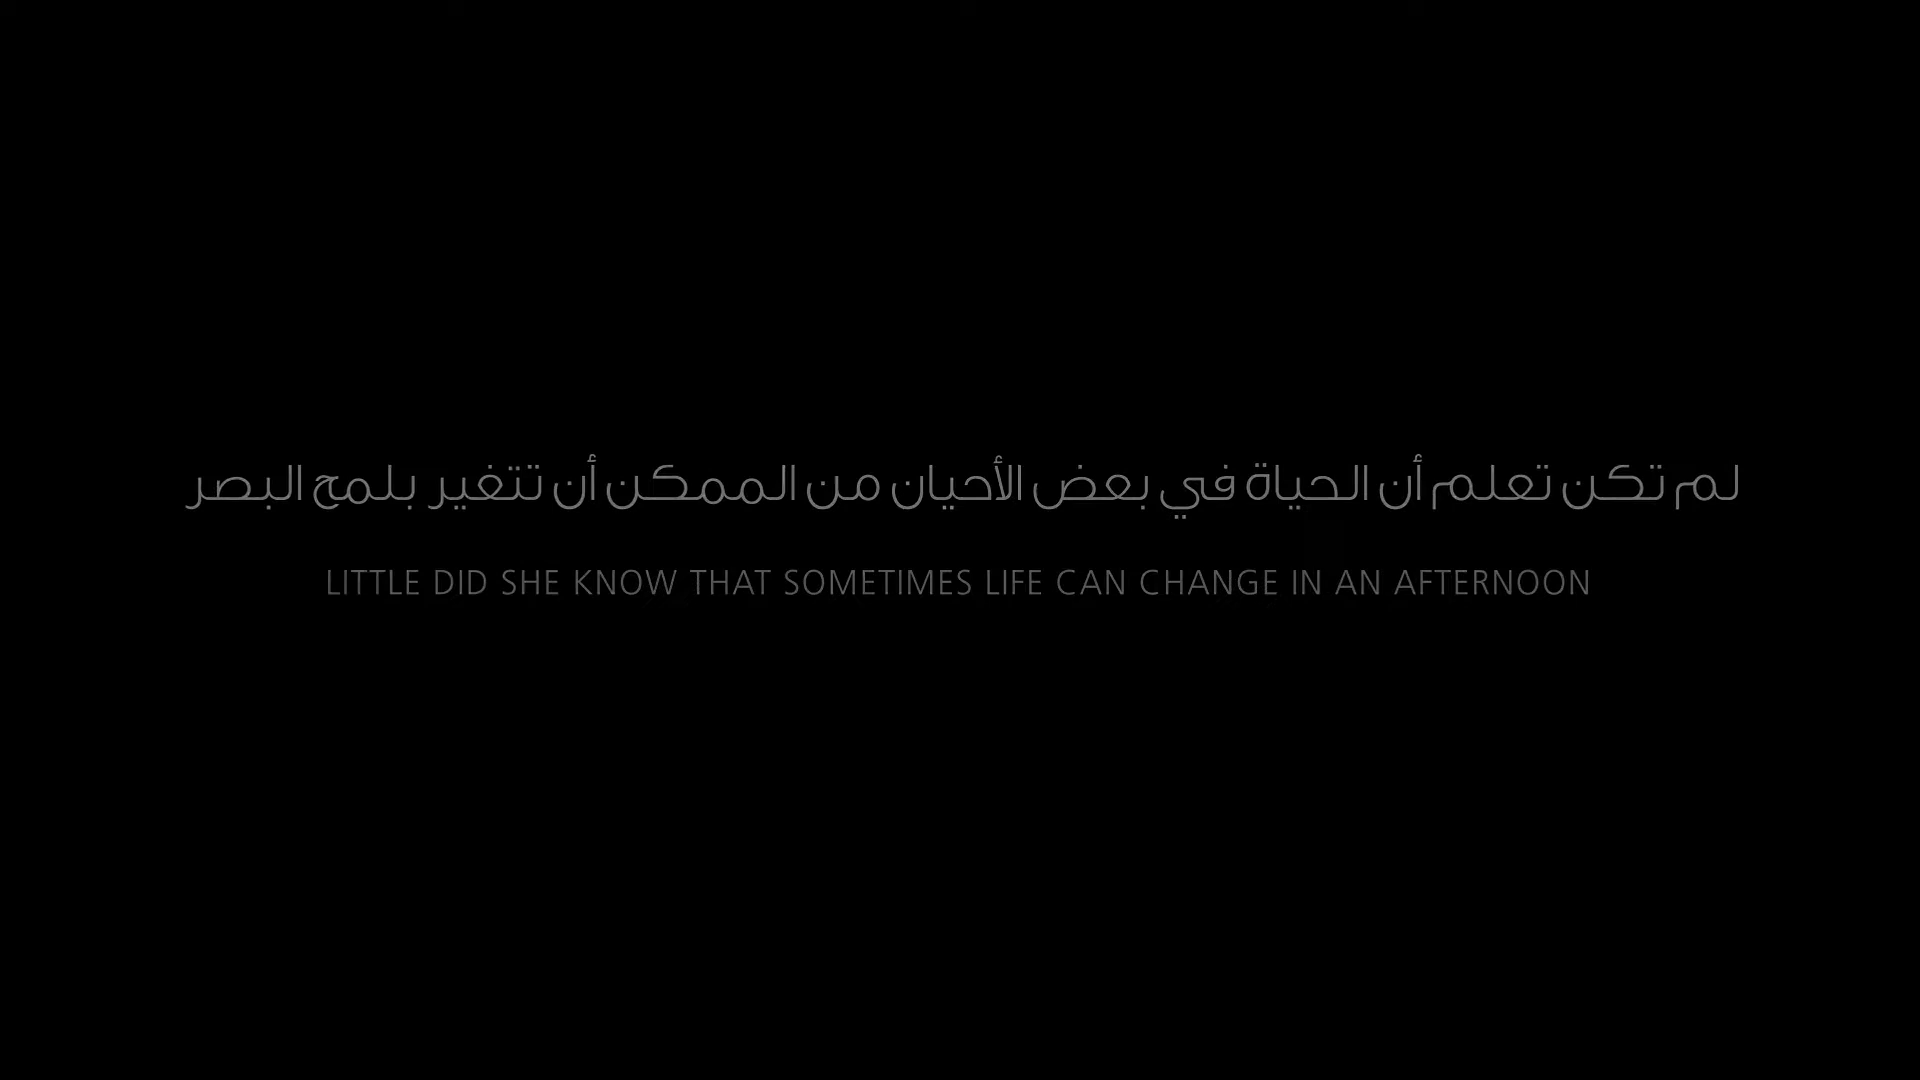 لم تكن تعلم أن الحياة في بعض الأحيان من الممكن أن تتغير بلمح البصر
LITTLE DID SHE KNOW THAT SOMETIMES LIFE CAN CHANGE IN AN AFTERNOON